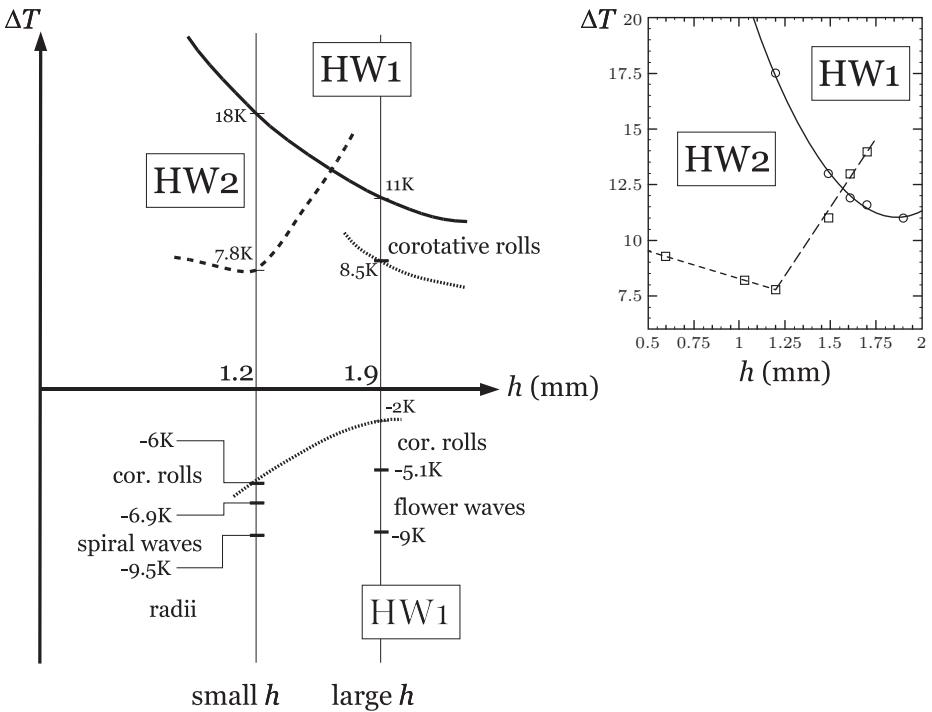 ΔT
HW1
18K
HW2
11K
7.8K
corotative rolls
8.5K
1.2
1.9
h (mm)
-2K
-6K
cor. rolls
cor. rolls
-5.1K
-6.9K
flower waves
spiral waves
-9K
-9.5K
radii
HW1
small h
large h
ΔT
20
17.5
15
12.5
10
7.5
HW1
HW2
0.5 0.75 1 1.25 1.5 1.75 2
h (mm)